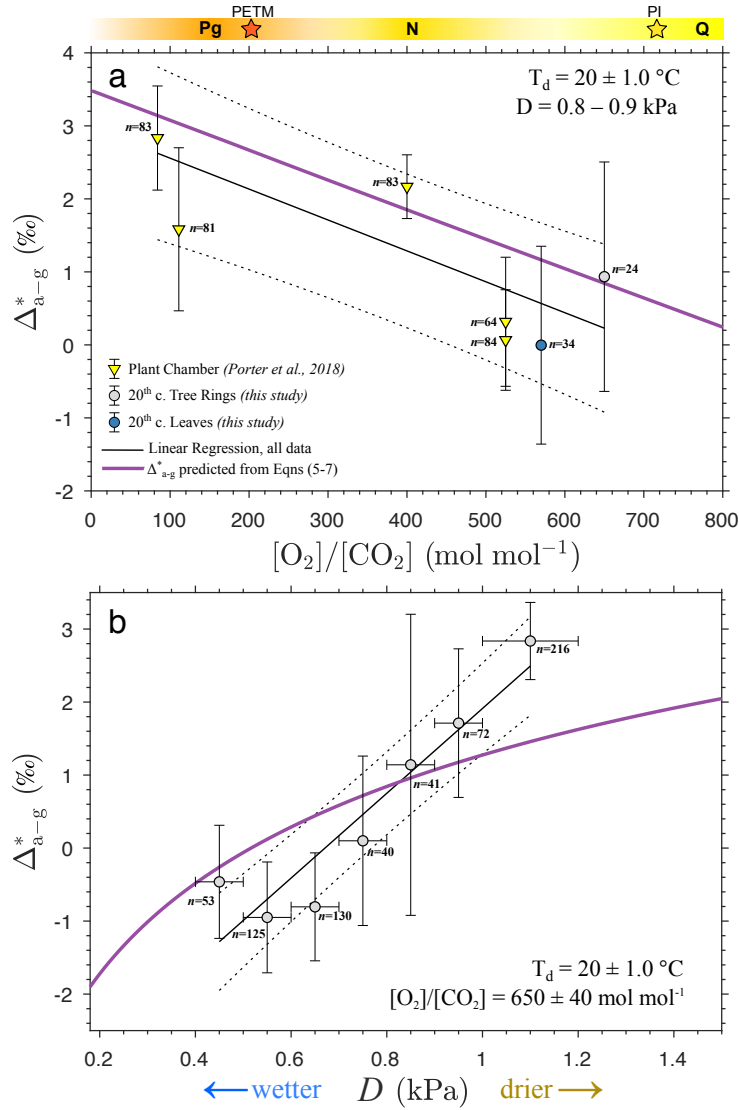 PETM PI
Pg N Q
a
T_d = 20 ± 1.0 °C
D = 0.8 – 0.9 kPa
4
3
2
1
0
-1
-2
Δ*a−g (‰)
n=83
n=81
n=83
n=24
n=64
n=84
n=34
Plant Chamber (Porter et al., 2018)
20th c. Tree Rings (this study)
20th c. Leaves (this study)
Linear Regression, all data
Δ*a-g predicted from Eqns (5-7)
0 100 200 300 400 500 600 700 800
[O₂]/[CO₂] (mol mol⁻¹)
b
3
2
1
0
-1
-2
Δ*a−g (‰)
n=216
n=72
n=41
n=40
n=53
n=130
n=125
T_d = 20 ± 1.0 °C
[O₂]/[CO₂] = 650 ± 40 mol mol⁻¹
0.2 0.4 0.6 0.8 1 1.2 1.4
← wetter D (kPa) drier →